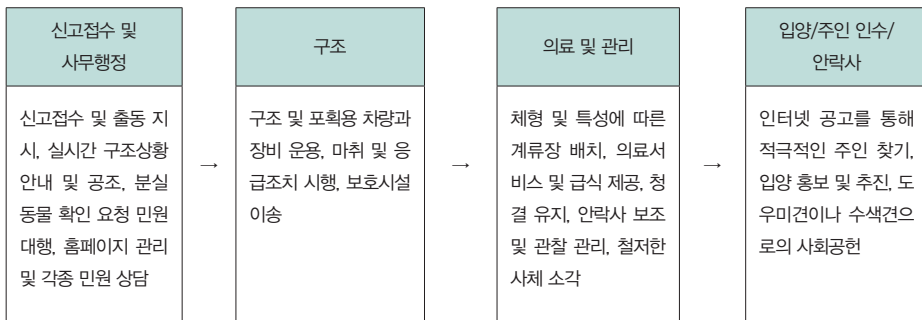 신고접수 및
사무행정
신고접수 및 출동 지
시, 실시간 구조상황
안내 및 공조, 분실
동물 확인 요청 민원
대행, 홈페이지 관리
및 각종 민원 상담
→
구조
구조 및 포획용 차량과
장비 운용, 마취 및 응
급조치 시행, 보호시설
이송
→
의료 및 관리
체형 및 특성에 따른
계류장 배치, 의료서
비스 및 급식 제공, 청
결 유지, 안락사 보조
및 관찰 관리, 철저한
사체 소각
→
입양/주인 인수/
안락사
인터넷 공고를 통해
적극적인 주인 찾기,
입양 홍보 및 추진, 도
우미견이나 수색견으
로의 사회공헌